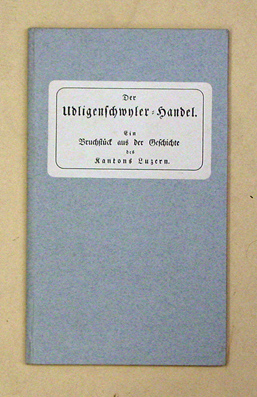 Der
Udligenſchwyler-Handel.
Ein
Bruchſtück aus der Geſchichte
des
Kantons Luzern.